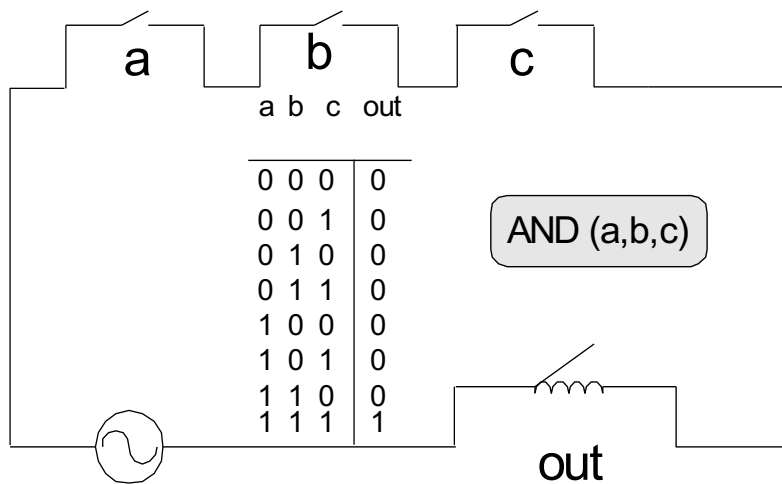 a b c
a b c out
0 0 0 0
0 0 1 0
0 1 0 0
0 1 1 0
1 0 0 0
1 0 1 0
1 1 0 0
1 1 1 1
AND (a,b,c)
out